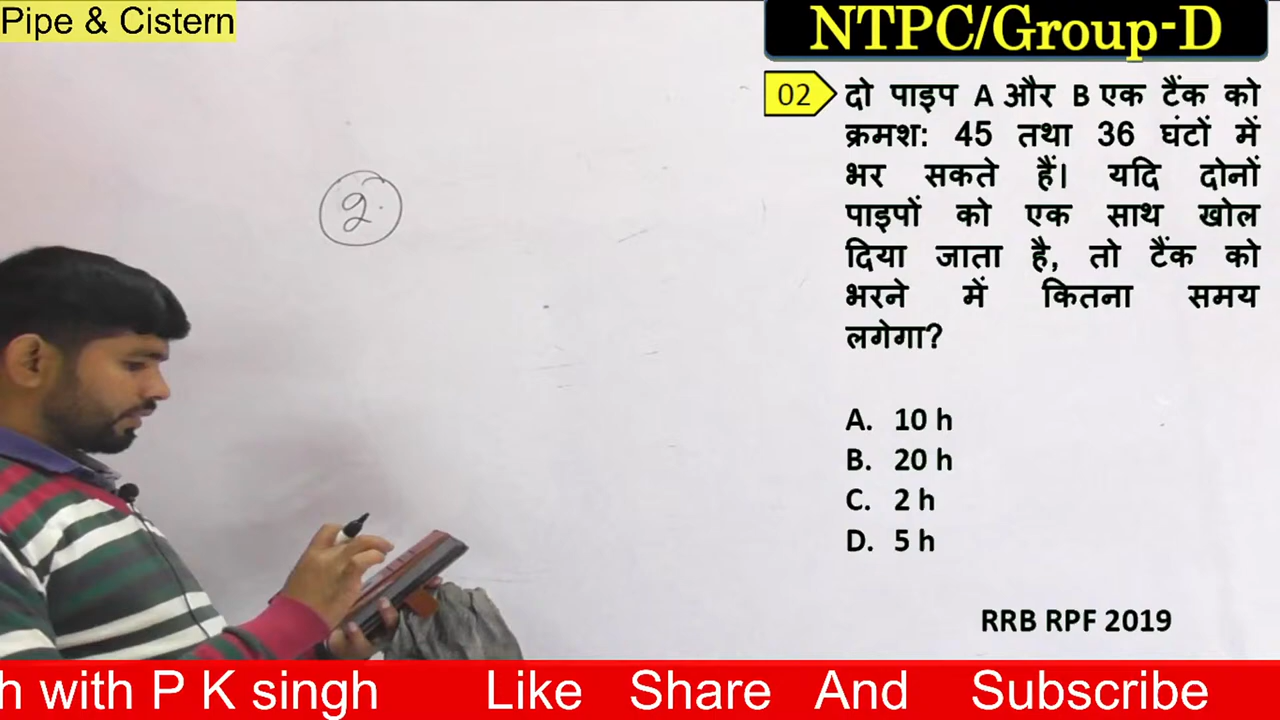 Pipe & Cistern
NTPC/Group-D
02
दो पाइप A और B एक टैंक को
क्रमश: 45 तथा 36 घंटों में
भर सकते हैं। यदि दोनों
पाइपों को एक साथ खोल
दिया जाता है, तो टैंक को
भरने में कितना समय
लगेगा?
A. 10 h
B. 20 h
C. 2 h
D. 5 h
RRB RPF 2019
2.
h with P K singh Like Share And Subscribe